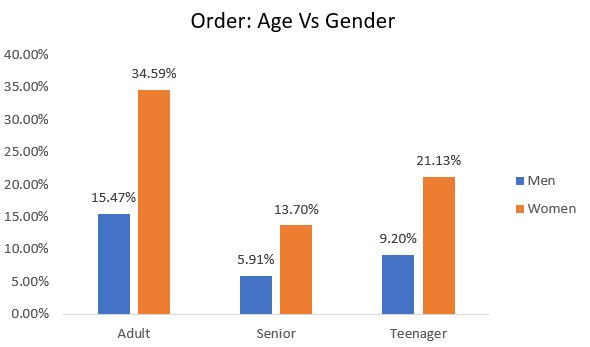 Order: Age Vs Gender
40.00%
35.00%
30.00%
25.00%
20.00%
15.00%
10.00%
5.00%
0.00%
15.47%
34.59%
5.91%
13.70%
9.20%
21.13%
Adult
Senior
Teenager
Men
Women